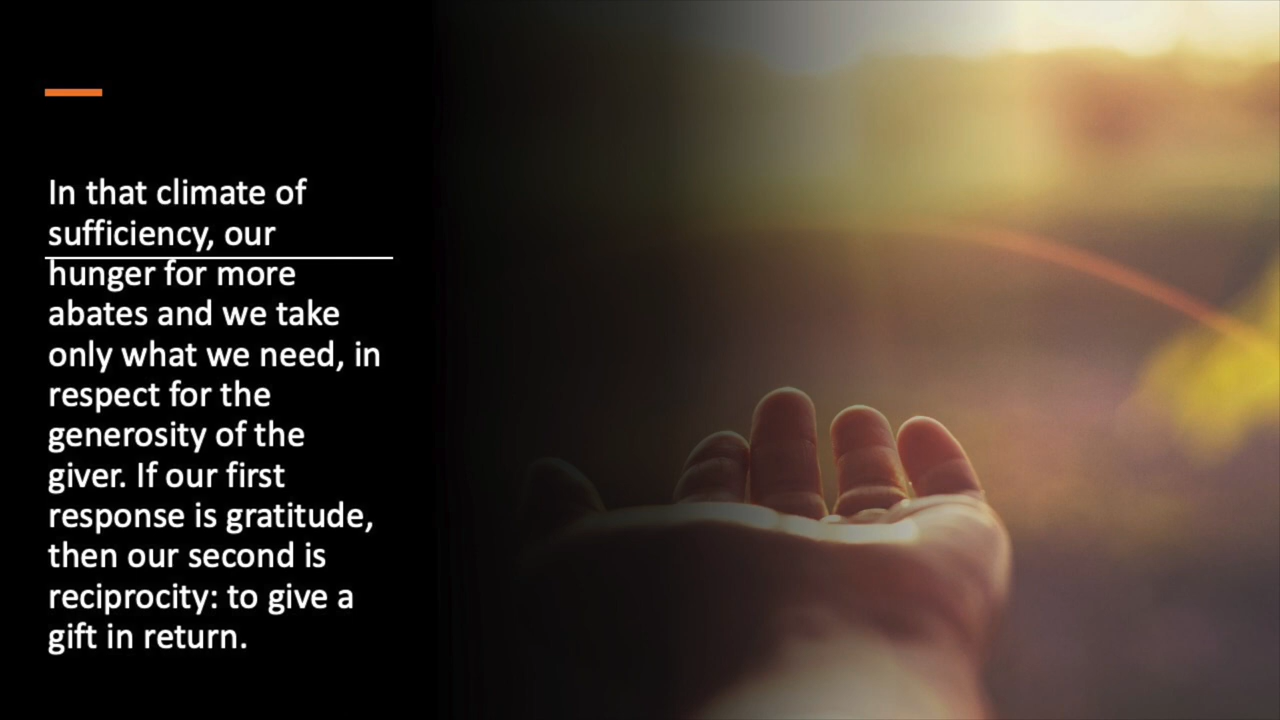 In that climate of
sufficiency, our
hunger for more
abates and we take
only what we need, in
respect for the
generosity of the
giver. If our first
response is gratitude,
then our second is
reciprocity: to give a
gift in return.